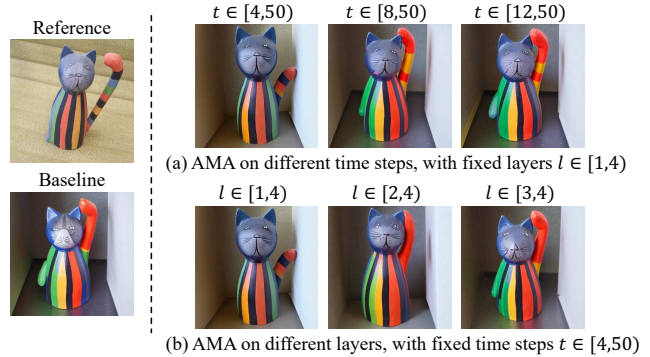 Reference
Baseline
t ∈ [4,50) t ∈ [8,50) t ∈ [12,50)
(a) AMA on different time steps, with fixed layers l ∈ [1,4)
l ∈ [1,4) l ∈ [2,4) l ∈ [3,4)
(b) AMA on different layers, with fixed time steps t ∈ [4,50)